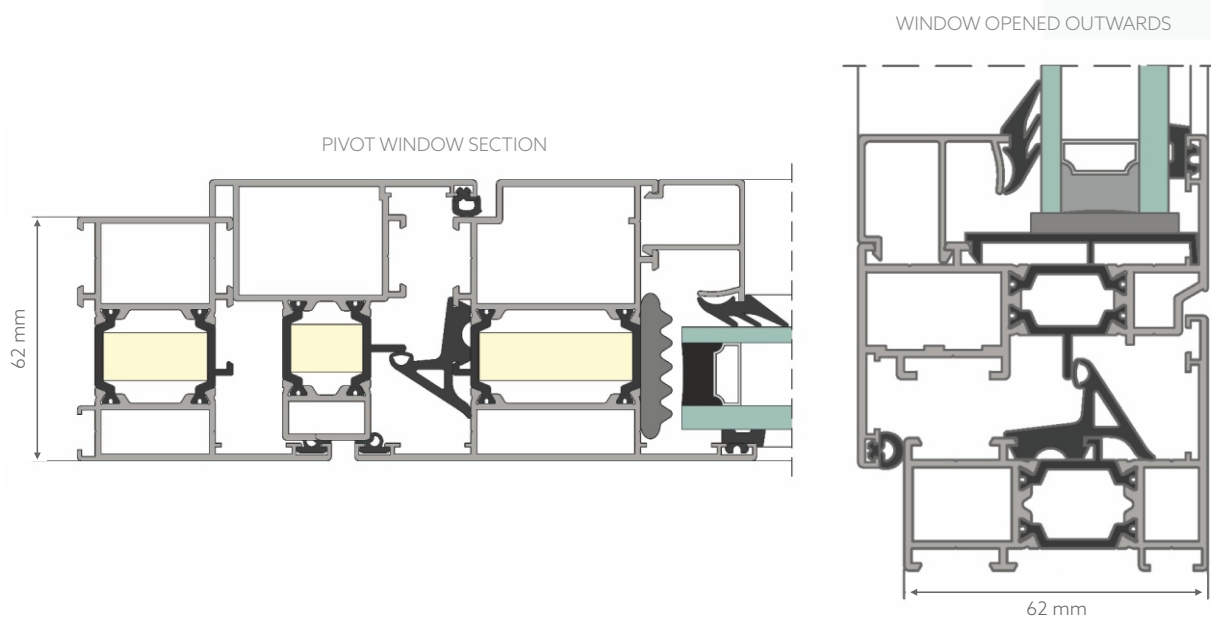 WINDOW OPENED OUTWARDS
PIVOT WINDOW SECTION
62 mm
62 mm